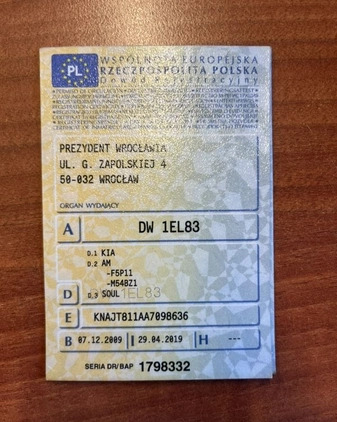 PL
WSPÓLNOTA EUROPEJSKA
RZECZPOSPOLITA POLSKA
Dowód Rejestracyjny
PREZYDENT WROCŁAWIA
UL. G. ZAPOLSKIEJ 4
50-032 WROCŁAW
ORGAN WYDAJĄCY
A DW 1EL83
D.1 KIA
D.2 AM
-F5P11
-M54BZ1
D D.3 SOUL
E KNAJT811AA7098636
B 07.12.2009 I 29.04.2019 H ---
SERIA DR/BAP 1798332